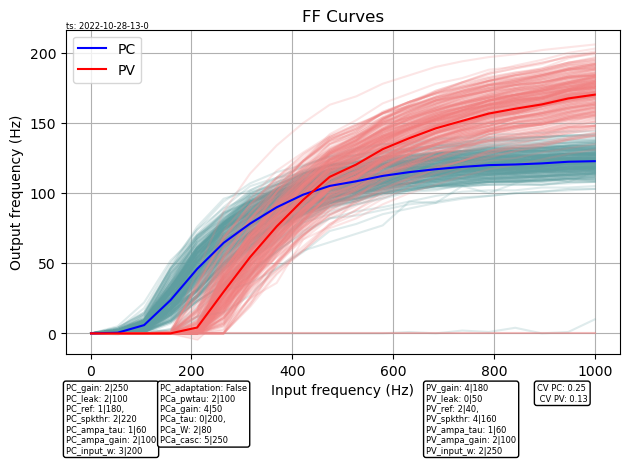 FF Curves
ts: 2022-10-28-13-0
PC
PV
Output frequency (Hz)
200
150
100
50
0
0
200
400
600
800
1000
Input frequency (Hz)
PC_gain: 2|250
PC_leak: 2|100
PC_ref: 1|180,
PC_spkthr: 2|220
PC_ampa_tau: 1|60
PC_ampa_gain: 2|100
PC_input_w: 3|200
PC_adaptation: False
PCa_pwtau: 2|100
PCa_gain: 4|50
PCa_tau: 0|200,
PCa_W: 2|80
PCa_casc: 5|250
PV_gain: 4|180
PV_leak: 0|50
PV_ref: 2|40,
PV_spkthr: 4|160
PV_ampa_tau: 1|60
PV_ampa_gain: 2|100
PV_input_w: 2|250
CV PC: 0.25
CV PV: 0.13